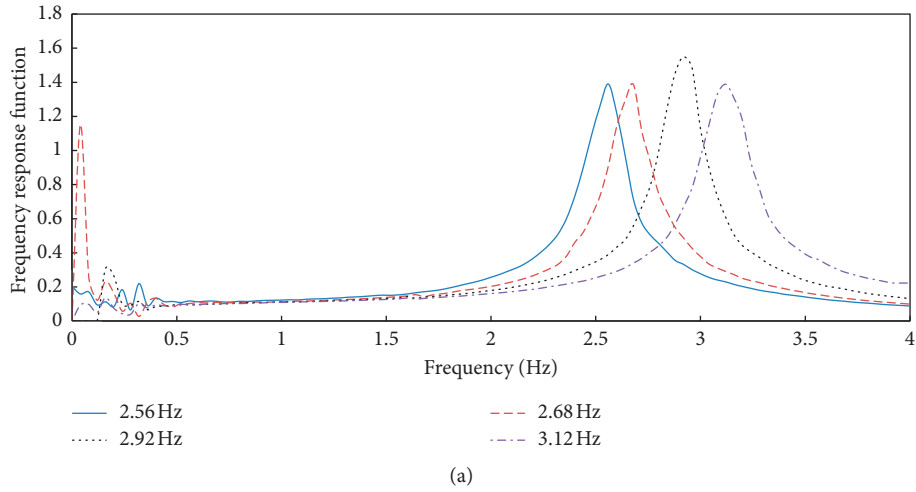 1.8
1.6
1.4
1.2
1
0.8
0.6
0.4
0.2
0
Frequency response function
0 0.5 1 1.5 2 2.5 3 3.5 4
Frequency (Hz)
2.56 Hz 2.68 Hz
2.92 Hz 3.12 Hz
(a)